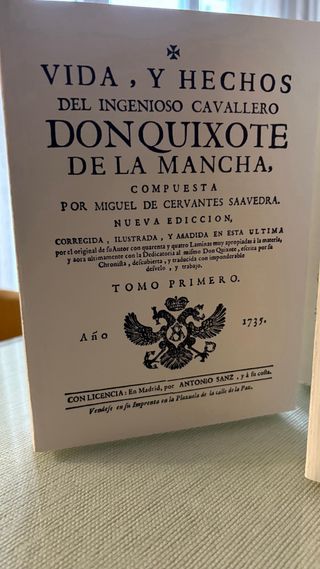 ✠
VIDA, Y HECHOS
DEL INGENIOSO CAVALLERO
DON QUIXOTE
DE LA MANCHA,
COMPUESTA
POR MIGUEL DE CERVANTES SAAVEDRA.
NUEVA EDICCION,
CORREGIDA, ILUSTRADA, Y AñADIDA EN ESTA ULTIMA
por el original de su Autor con quarenta y quatro Laminas muy apropiadas à la materia,
y aora ultimamente con la Dedicatoria al mismo Don Quixote, escrita por su
Chronista, descubierta, y traducida con imponderable
desvelo, y trabajo.
TOMO PRIMERO.
Año 1735.
CON LICENCIA: En Madrid, por ANTONIO SANZ, y à su costa.
Vendese en su Imprenta en la Plazuela de la calle de la Paz.